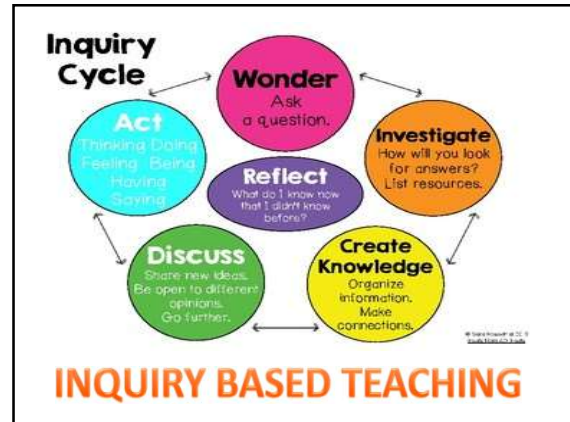 Inquiry
Cycle
Wonder
Ask
a question.
Investigate
How will you look
for answers?
List resources.
Create
Knowledge
Organize
information.
Make
connections.
Discuss
Share new ideas.
Be open to different
opinions.
Go further.
Act
Thinking Doing
Feeling Being
Having
Saying
Reflect
What do I know now
that I didn't know
before?
INQUIRY BASED TEACHING